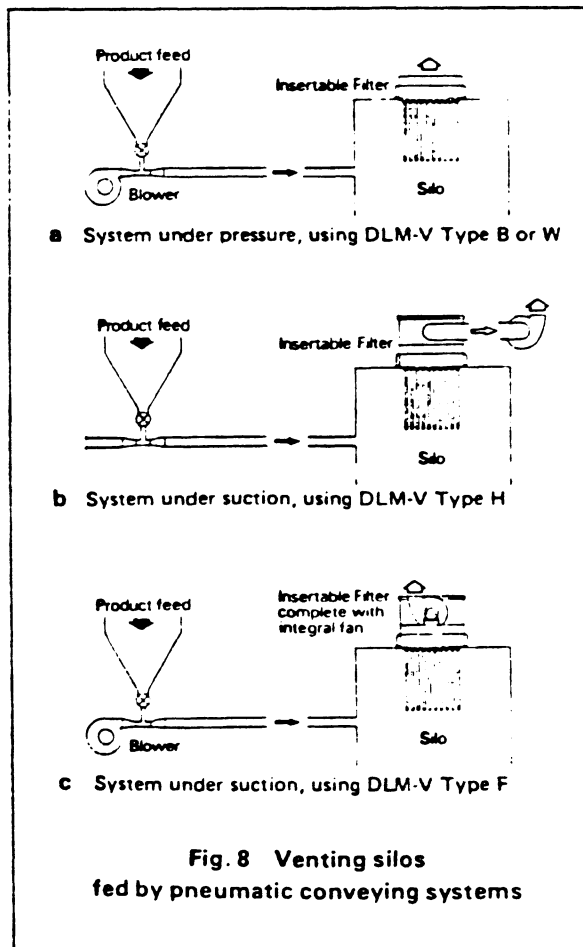 Product feed
Insertable Filter
Silo
Blower
a System under pressure, using DLM-V Type B or W
Product feed
Insertable Filter
Silo
b System under suction, using DLM-V Type H
Product feed
Insertable Filter
complete with
integral fan
Silo
Blower
c System under suction, using DLM-V Type F
Fig. 8 Venting silos
fed by pneumatic conveying systems